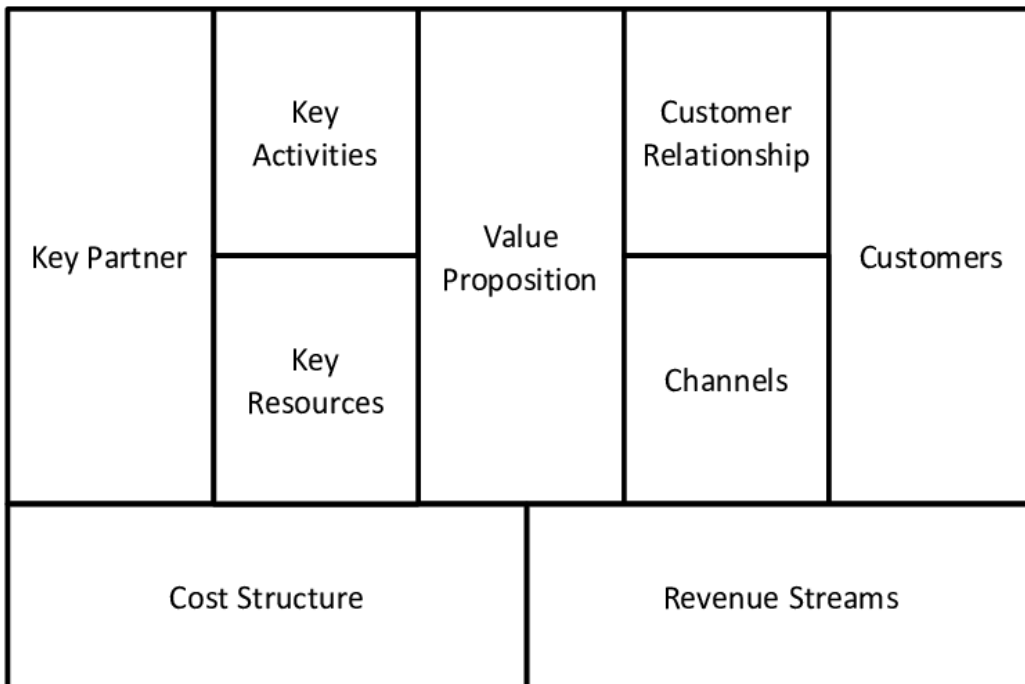 Key Partner
Key
Activities
Key
Resources
Value
Proposition
Customer
Relationship
Channels
Customers
Cost Structure
Revenue Streams